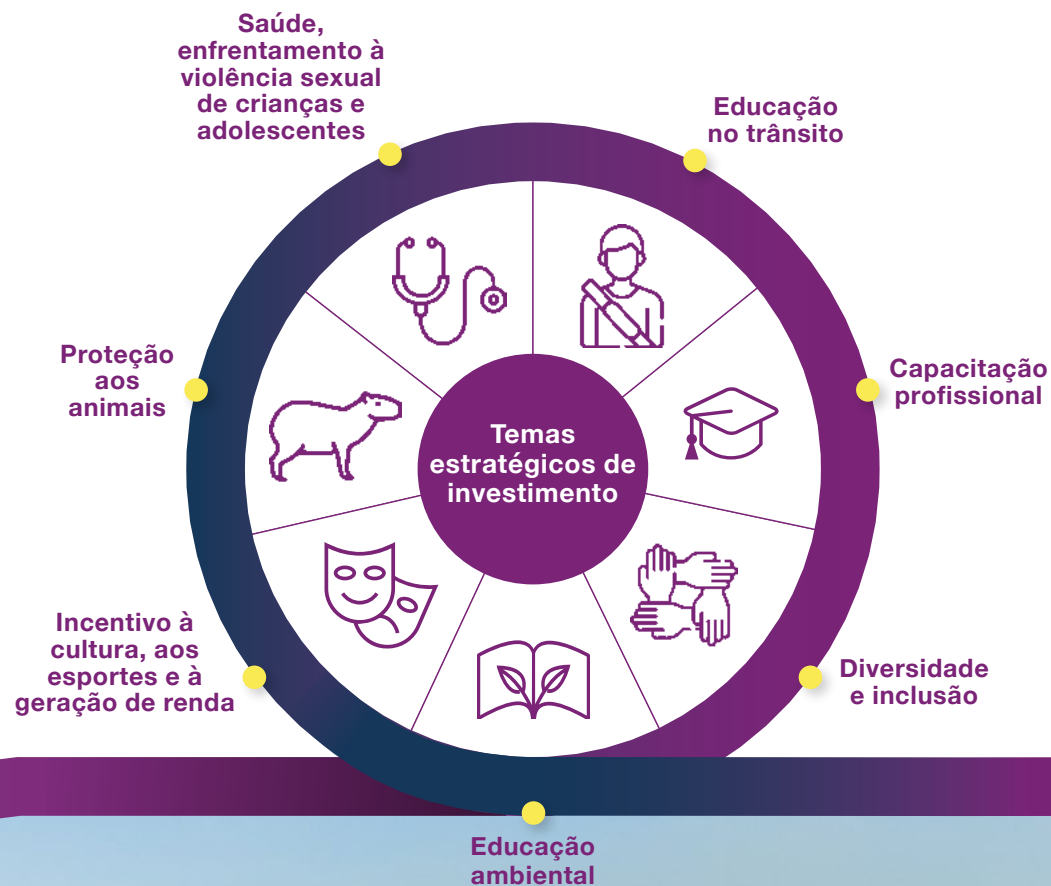 Saúde,
enfrentamento à
violência sexual
de crianças e
adolescentes
Educação
no trânsito
Proteção
aos
animais
Capacitação
profissional
Temas
estratégicos de
investimento
Incentivo à
cultura, aos
esportes e à
geração de renda
Diversidade
e inclusão
Educação
ambiental